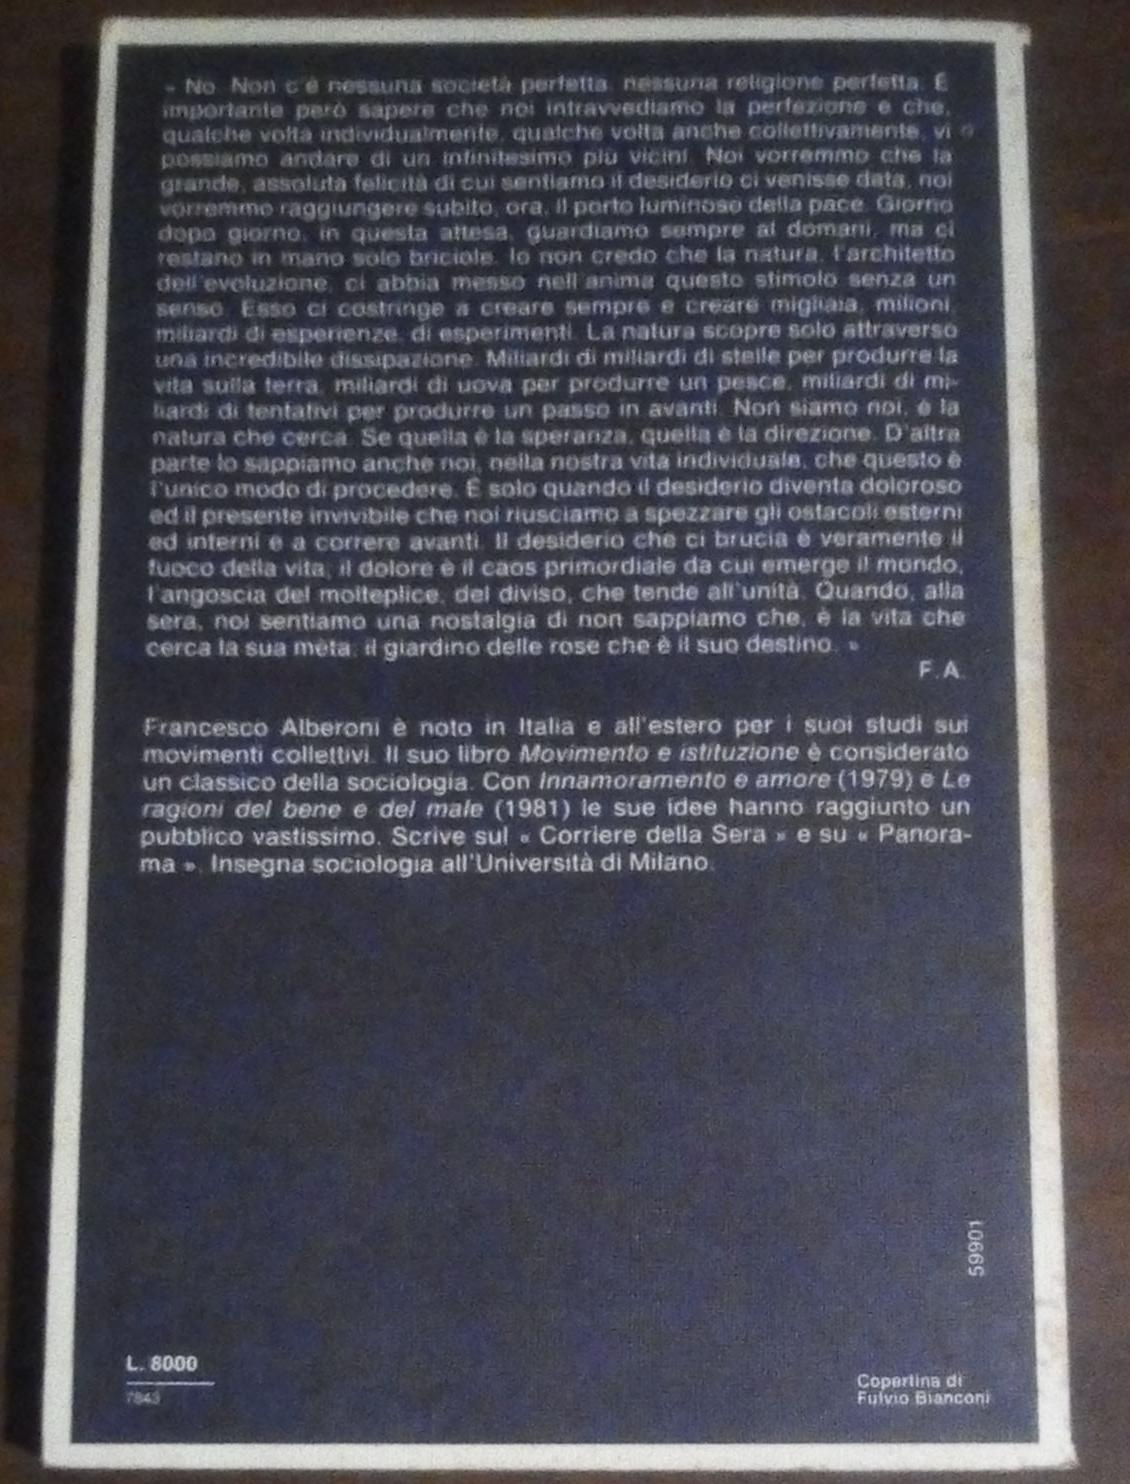 « No. Non c'è nessuna società perfetta, nessuna religione perfetta. È
importante però sapere che noi intravvediamo la perfezione e che,
qualche volta individualmente, qualche volta anche collettivamente, vi
possiamo andare di un infinitesimo più vicini. Noi vorremmo che la
grande, assoluta felicità di cui sentiamo il desiderio ci venisse data, noi
vorremmo raggiungere subito, ora, il porto luminoso della pace. Giorno
dopo giorno, in questa attesa, guardiamo sempre al domani, ma ci
restano in mano solo briciole. Io non credo che la natura, l'architetto
dell'evoluzione, ci abbia messo nell'anima questo stimolo senza un
senso. Esso ci costringe a creare sempre e creare migliaia, milioni,
miliardi di esperienze, di esperimenti. La natura scopre solo attraverso
una incredibile dissipazione. Miliardi di miliardi di stelle per produrre la
vita sulla terra, miliardi di uova per produrre un pesce, miliardi di mi-
liardi di tentativi per produrre un passo in avanti. Non siamo noi, è la
natura che cerca. Se quella è la speranza, quella è la direzione. D'altra
parte lo sappiamo anche noi, nella nostra vita individuale, che questo è
l'unico modo di procedere. È solo quando il desiderio diventa doloroso
ed il presente invivibile che noi riusciamo a spezzare gli ostacoli esterni
ed interni e a correre avanti. Il desiderio che ci brucia è veramente il
fuoco della vita, il dolore è il caos primordiale da cui emerge il mondo,
l'angoscia del molteplice, del diviso, che tende all'unità. Quando, alla
sera, noi sentiamo una nostalgia di non sappiamo che, è la vita che
cerca la sua meta, il giardino delle rose che è il suo destino. »
F.A.
Francesco Alberoni è noto in Italia e all'estero per i suoi studi sui
movimenti collettivi. Il suo libro Movimento e istituzione è considerato
un classico della sociologia. Con Innamoramento e amore (1979) e Le
ragioni del bene e del male (1981) le sue idee hanno raggiunto un
pubblico vastissimo. Scrive sul « Corriere della Sera » e su « Panora-
ma ». Insegna sociologia all'Università di Milano.
59901
L. 8000
7843
Copertina di
Fulvio Bianconi